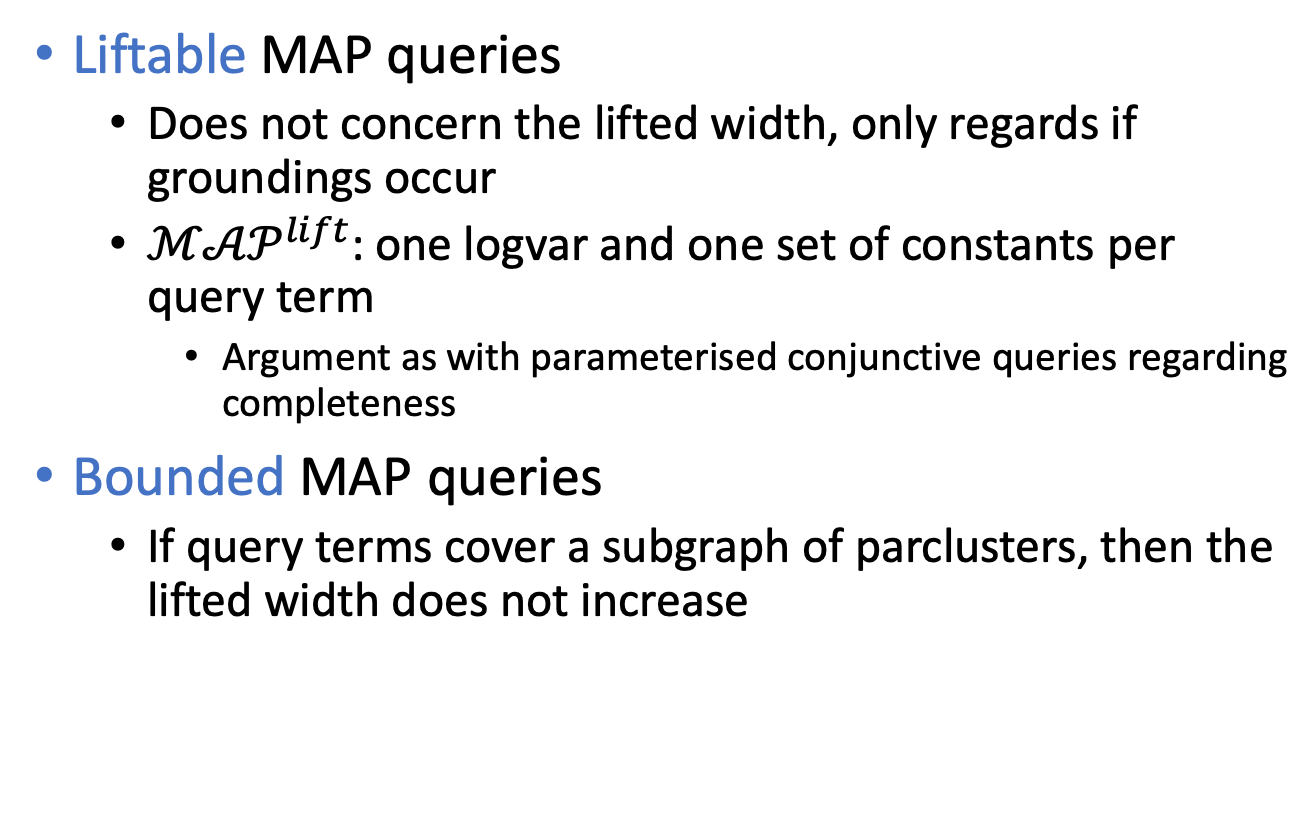 • Liftable MAP queries
• Does not concern the lifted width, only regards if
groundings occur
• 𝓜𝓐𝓟^{lift}: one logvar and one set of constants per
query term
• Argument as with parameterised conjunctive queries regarding
completeness
• Bounded MAP queries
• If query terms cover a subgraph of parclusters, then the
lifted width does not increase